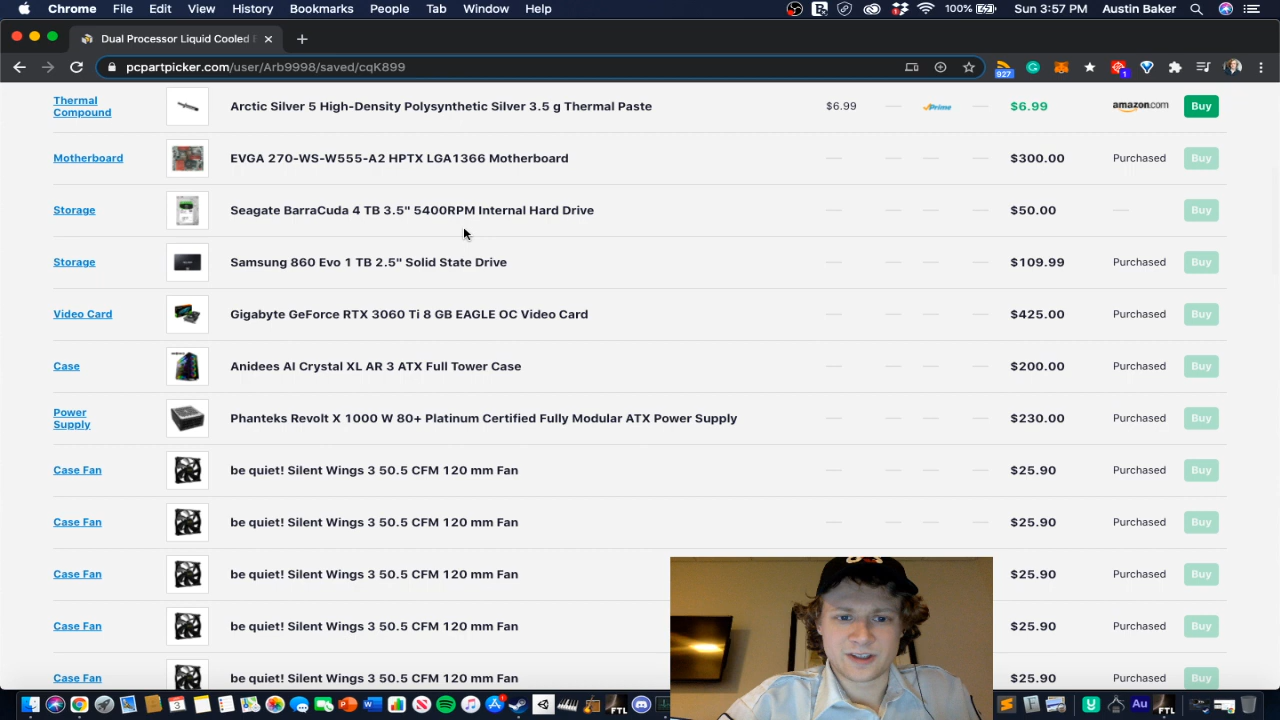 Chrome File Edit View History Bookmarks Profiles Tab Window Help 100% Sun 3:57 PM Austin Baker
Dual Processor Liquid Cooled
pcpartpicker.com/user/Arb9998/saved/cqK899
927
1
Thermal Compound Arctic Silver 5 High-Density Polysynthetic Silver 3.5 g Thermal Paste $6.99 Prime $6.99 amazon.com Buy
Motherboard EVGA 270-WS-W555-A2 HPTX LGA1366 Motherboard $300.00 Purchased Buy
Storage Seagate BarraCuda 4 TB 3.5" 5400RPM Internal Hard Drive $50.00 Buy
Storage Samsung 860 Evo 1 TB 2.5" Solid State Drive $109.99 Purchased Buy
Video Card Gigabyte GeForce RTX 3060 Ti 8 GB EAGLE OC Video Card $425.00 Purchased Buy
Case Anidees AI Crystal XL AR 3 ATX Full Tower Case $200.00 Purchased Buy
Power Supply Phanteks Revolt X 1000 W 80+ Platinum Certified Fully Modular ATX Power Supply $230.00 Purchased Buy
Case Fan be quiet! Silent Wings 3 50.5 CFM 120 mm Fan $25.90 Purchased Buy
Case Fan be quiet! Silent Wings 3 50.5 CFM 120 mm Fan $25.90 Purchased Buy
Case Fan be quiet! Silent Wings 3 50.5 CFM 120 mm Fan $25.90 Purchased Buy
Case Fan be quiet! Silent Wings 3 50.5 CFM 120 mm Fan $25.90 Purchased Buy
Case Fan be quiet! Silent Wings 3 50.5 CFM 120 mm Fan $25.90 Purchased Buy
FTL FTL